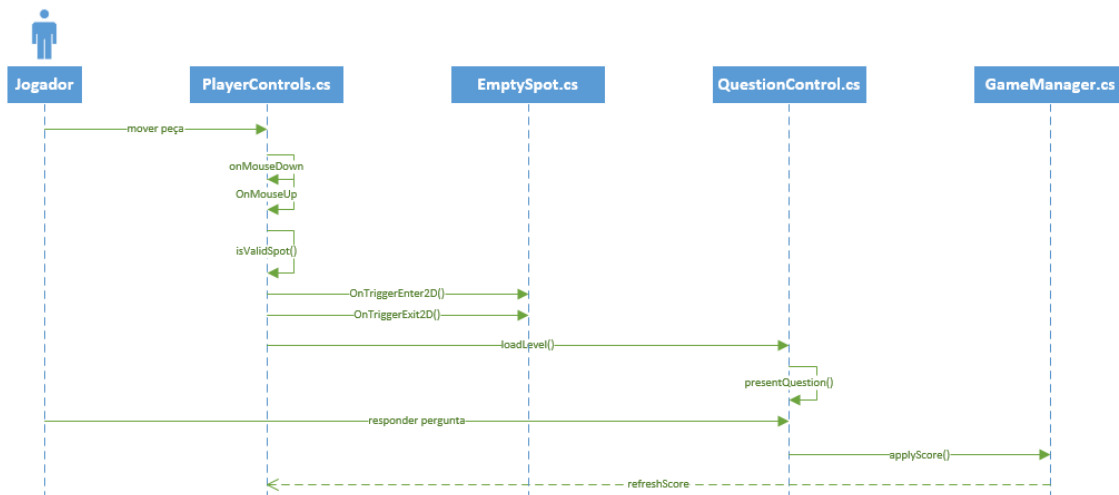 Jogador
PlayerControls.cs
EmptySpot.cs
QuestionControl.cs
GameManager.cs
mover peça
onMouseDown
OnMouseUp
isValidSpot()
OnTriggerEnter2D()
OnTriggerExit2D()
loadLevel()
presentQuestion()
responder pergunta
applyScore()
refreshScore